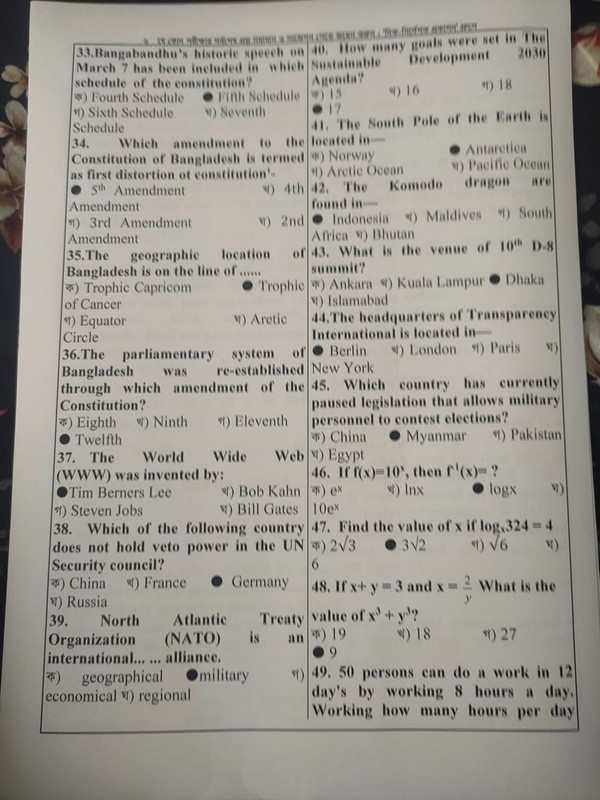 33.Bangabandhu's historic speech on
March 7 has been included in which
schedule of the constitution?
ক) Fourth Schedule ● Fifth Schedule
গ) Sixth Schedule ঘ) Seventh
Schedule
34. Which amendment to the
Constitution of Bangladesh is termed
as first distortion ot constitution'-
● 5th Amendment খ) 4th
Amendment
গ) 3rd Amendment ঘ) 2nd
Amendment
35.The geographic location of
Bangladesh is on the line of ......
ক) Trophic Capricom ● Trophic
of Cancer
গ) Equator ঘ) Arctic
Circle
36.The parliamentary system of
Bangladesh was re-established
through which amendment of the
Constitution?
ক) Eighth খ) Ninth গ) Eleventh
● Twelfth
37. The World Wide Web
(WWW) was invented by:
●Tim Berners Lee খ) Bob Kahn
গ) Steven Jobs ঘ) Bill Gates
38. Which of the following country
does not hold veto power in the UN
Security council?
ক) China খ) France ● Germany
ঘ) Russia
39. North Atlantic Treaty
Organization (NATO) is an
international... ... alliance.
ক) geographical ●military গ)
economical ঘ) regional
40. How many goals were set in The
Sustainable Development 2030
Agenda?
ক) 15 খ) 16 গ) 18
● 17
41. The South Pole of the Earth is
located in—
ক) Norway ● Antarctica
গ) Arctic Ocean ঘ) Pacific Ocean
42. The Komodo dragon are
found in—
● Indonesia খ) Maldives গ) South
Africa ঘ) Bhutan
43. What is the venue of 10th D-8
summit?
ক) Ankara খ) Kuala Lampur ● Dhaka
ঘ) Islamabad
44.The headquarters of Transparency
International is located in—
● Berlin খ) London গ) Paris ঘ)
New York
45. Which country has currently
paused legislation that allows military
personnel to contest elections?
ক) China ● Myanmar গ) Pakistan
ঘ) Egypt
46. If f(x)=10ˣ, then f⁻¹(x)= ?
ক) eˣ খ) lnx ● logx ঘ)
10eˣ
47. Find the value of x if logₓ324 = 4
ক) 2√3 ● 3√2 গ) √6 ঘ)
6
48. If x+ y = 3 and x = 2/y What is the
value of x³ + y³?
ক) 19 খ) 18 গ) 27
● 9
49. 50 persons can do a work in 12
day's by working 8 hours a day.
Working how many hours per day